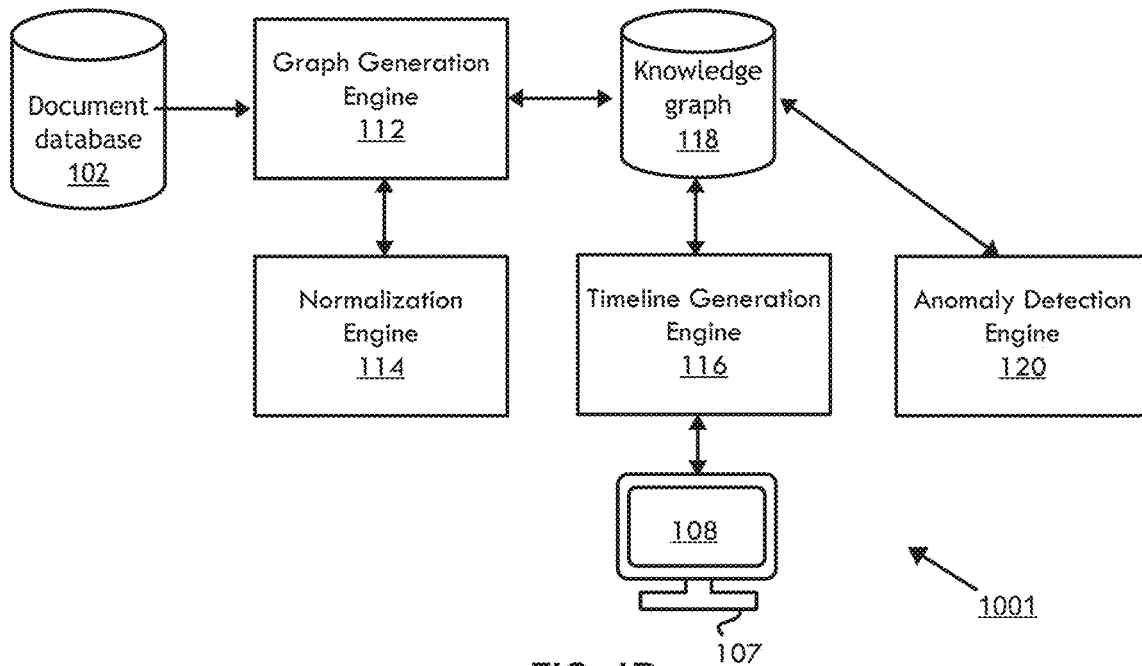 Document
database
102
Graph Generation
Engine
112
Knowledge
graph
118
Normalization
Engine
114
Timeline Generation
Engine
116
Anomaly Detection
Engine
120
108
1001
107